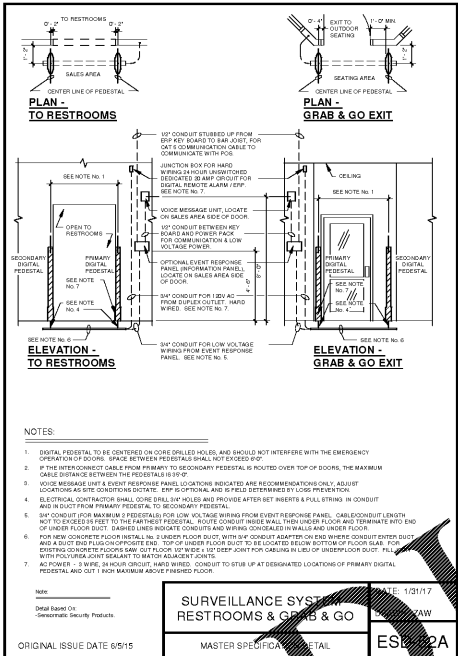 TO RESTROOMS
0'- 2"
0'- 2"
1'- 2"
SALES AREA
CENTER LINE OF PEDESTAL
PLAN -
TO RESTROOMS
0'- 4"
EXIT TO
OUTDOOR
SEATING
1'- 0" MIN.
1'- 2"
SEATING AREA
CENTER LINE OF PEDESTAL
PLAN -
GRAB & GO EXIT
1/2" CONDUIT STUBBED UP FROM
ERP KEY BOARD TO BAR JOIST, FOR
CAT 5 COMMUNICATION CABLE TO
COMMUNICATE WITH POS.
JUNCTION BOX FOR HARD
WIRING 24 HOUR UNSWITCHED
DEDICATED 20 AMP CIRCUIT FOR
DIGITAL REMOTE ALARM / ERP.
SEE NOTE No. 7.
VOICE MESSAGE UNIT, LOCATE
ON SALES AREA SIDE OF DOOR.
1/2" CONDUIT BETWEEN KEY
BOARD AND POWER PACK
FOR COMMUNICATION & LOW
VOLTAGE POWER.
OPTIONAL EVENT RESPONSE
PANEL (INFORMATION PANEL),
LOCATE ON SALES AREA SIDE
OF DOOR.
3/4" CONDUIT FOR 120V AC
FROM DUPLEX OUTLET. HARD
WIRED. SEE NOTE No. 7.
3/4" CONDUIT FOR LOW VOLTAGE
WIRING FROM EVENT RESPONSE
PANEL. SEE NOTE No. 5.
SEE NOTE No. 1
OPEN TO
RESTROOMS
SECONDARY
DIGITAL
PEDESTAL
PRIMARY
DIGITAL
PEDESTAL
SEE NOTE
No. 7
SEE NOTE
No. 4
SEE NOTE No. 6
ELEVATION -
TO RESTROOMS
4'- 6"
8'- 0"
CEILING
SEE NOTE No. 1
PRIMARY
DIGITAL
PEDESTAL
SECONDARY
DIGITAL
PEDESTAL
SEE NOTE
No. 7
SEE NOTE
No. 4
SEE NOTE No. 6
ELEVATION -
GRAB & GO EXIT
NOTES:
1. DIGITAL PEDESTAL TO BE CENTERED ON CORE DRILLED HOLES, AND SHOULD NOT INTERFERE WITH THE EMERGENCY
OPERATION OF DOORS. SPACE BETWEEN PEDESTALS SHALL NOT EXCEED 6'-0".
2. IF THE INTERCONNECT CABLE FROM PRIMARY TO SECONDARY PEDESTAL IS ROUTED OVER TOP OF DOORS, THE MAXIMUM
CABLE DISTANCE BETWEEN THE PEDESTALS IS 35'-0".
3. VOICE MESSAGE UNIT & EVENT RESPONSE PANEL LOCATIONS INDICATED ARE RECOMMENDATIONS ONLY, ADJUST
LOCATIONS AS SITE CONDITIONS DICTATE. ERP IS OPTIONAL AND IS FIELD DETERMINED BY LOSS PREVENTION.
4. ELECTRICAL CONTRACTOR SHALL CORE DRILL 3/4" HOLES AND PROVIDE AFTER SET INSERTS & PULL STRING IN CONDUIT
AND IN DUCT FROM PRIMARY PEDESTAL TO SECONDARY PEDESTAL.
5. 3/4" CONDUIT (FOR MAXIMUM 2 PEDESTALS) FOR LOW VOLTAGE WIRING FROM EVENT RESPONSE PANEL. CABLE/CONDUIT LENGTH
NOT TO EXCEED 35 FEET TO THE FARTHEST PEDESTAL. ROUTE CONDUIT INSIDE WALL THEN UNDER FLOOR AND TERMINATE INTO END
OF UNDER FLOOR DUCT. DASHED LINES INDICATE CONDUITS AND WIRING CONCEALED IN WALLS AND UNDER FLOOR.
6. FOR NEW CONCRETE FLOOR INSTALL No. 2 UNDER FLOOR DUCT, WITH 3/4" CONDUIT ADAPTER ON END WHERE CONDUIT ENTER DUCT
AND A DUCT END PLUG ON OPPOSITE END. TOP OF UNDER FLOOR DUCT TO BE LOCATED BELOW BOTTOM OF FLOOR SLAB. FOR
EXISTING CONCRETE FLOORS SAW CUT FLOOR 1/2" WIDE x 1/2" DEEP JOINT FOR CABLING IN LIEU OF UNDERFLOOR DUCT. FILL
WITH POLYURIA JOINT SEALANT TO MATCH ADJACENT JOINTS.
7. AC POWER - 3 WIRE, 24 HOUR CIRCUIT, HARD WIRED. CONDUIT TO STUB UP AT DESIGNATED LOCATIONS OF PRIMARY DIGITAL
PEDESTAL AND CUT 1 INCH MAXIMUM ABOVE FINISHED FLOOR.
Note:
Detail Based On:
-Sensormatic Security Products.
ORIGINAL ISSUE DATE 6/5/15
SURVEILLANCE SYSTEM
RESTROOMS & GRAB & GO
MASTER SPECIFICATION DETAIL
DATE: 1/31/17
ZAW
ESD-52A